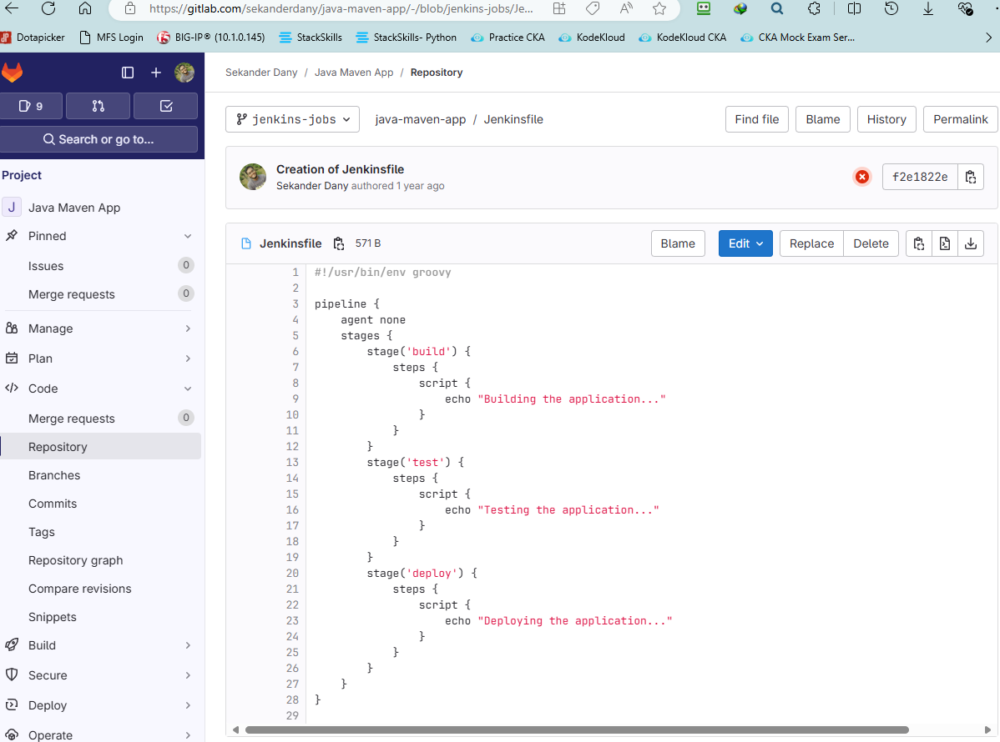 https://gitlab.com/sekanderdany/java-maven-app/-/blob/jenkins-jobs/Je...
Dotapicker
MFS Login
BIG-IP® (10.1.0.145)
StackSkills
StackSkills- Python
Practice CKA
KodeKloud
KodeKloud CKA
CKA Mock Exam Ser...
9
Search or go to...
Project
J Java Maven App
Pinned
Issues 0
Merge requests 0
Manage
Plan
Code
Merge requests 0
Repository
Branches
Commits
Tags
Repository graph
Compare revisions
Snippets
Build
Secure
Deploy
Operate
Sekander Dany / Java Maven App / Repository
jenkins-jobs
java-maven-app / Jenkinsfile
Find file
Blame
History
Permalink
Creation of Jenkinsfile
Sekander Dany authored 1 year ago
f2e1822e
Jenkinsfile 571 B
Blame
Edit
Replace
Delete
1 #!/usr/bin/env groovy
2
3 pipeline {
4     agent none
5     stages {
6         stage('build') {
7             steps {
8                 script {
9                     echo "Building the application..."
10                 }
11             }
12         }
13         stage('test') {
14             steps {
15                 script {
16                     echo "Testing the application..."
17                 }
18             }
19         }
20         stage('deploy') {
21             steps {
22                 script {
23                     echo "Deploying the application..."
24                 }
25             }
26         }
27     }
28 }
29